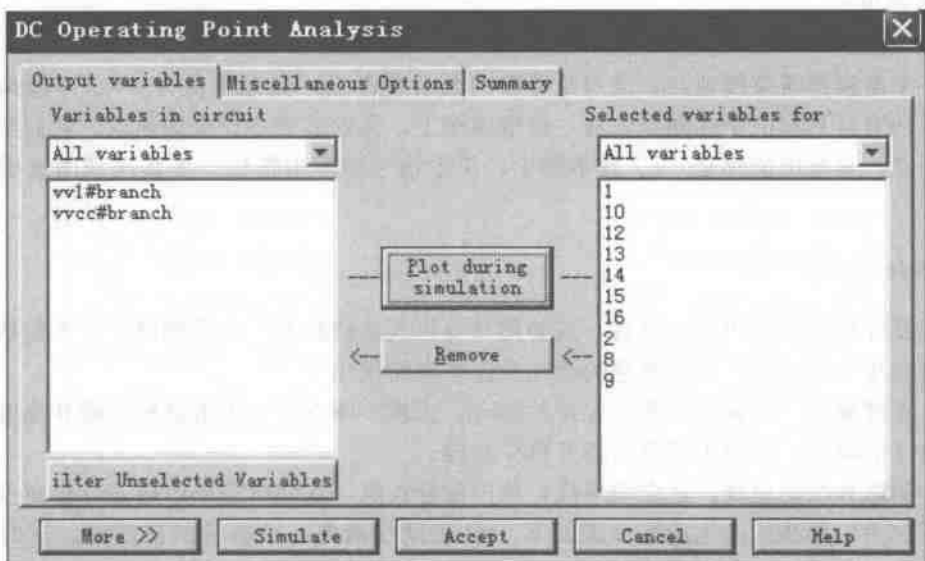 DC Operating Point Analysis
Output variables
Miscellaneous Options
Summary
Variables in circuit
All variables
vv1#branch
vvcc#branch
ilter Unselected Variables
Plot during
simulation
Remove
Selected variables for
All variables
1
10
12
13
14
15
16
2
8
9
More >>
Simulate
Accept
Cancel
Help